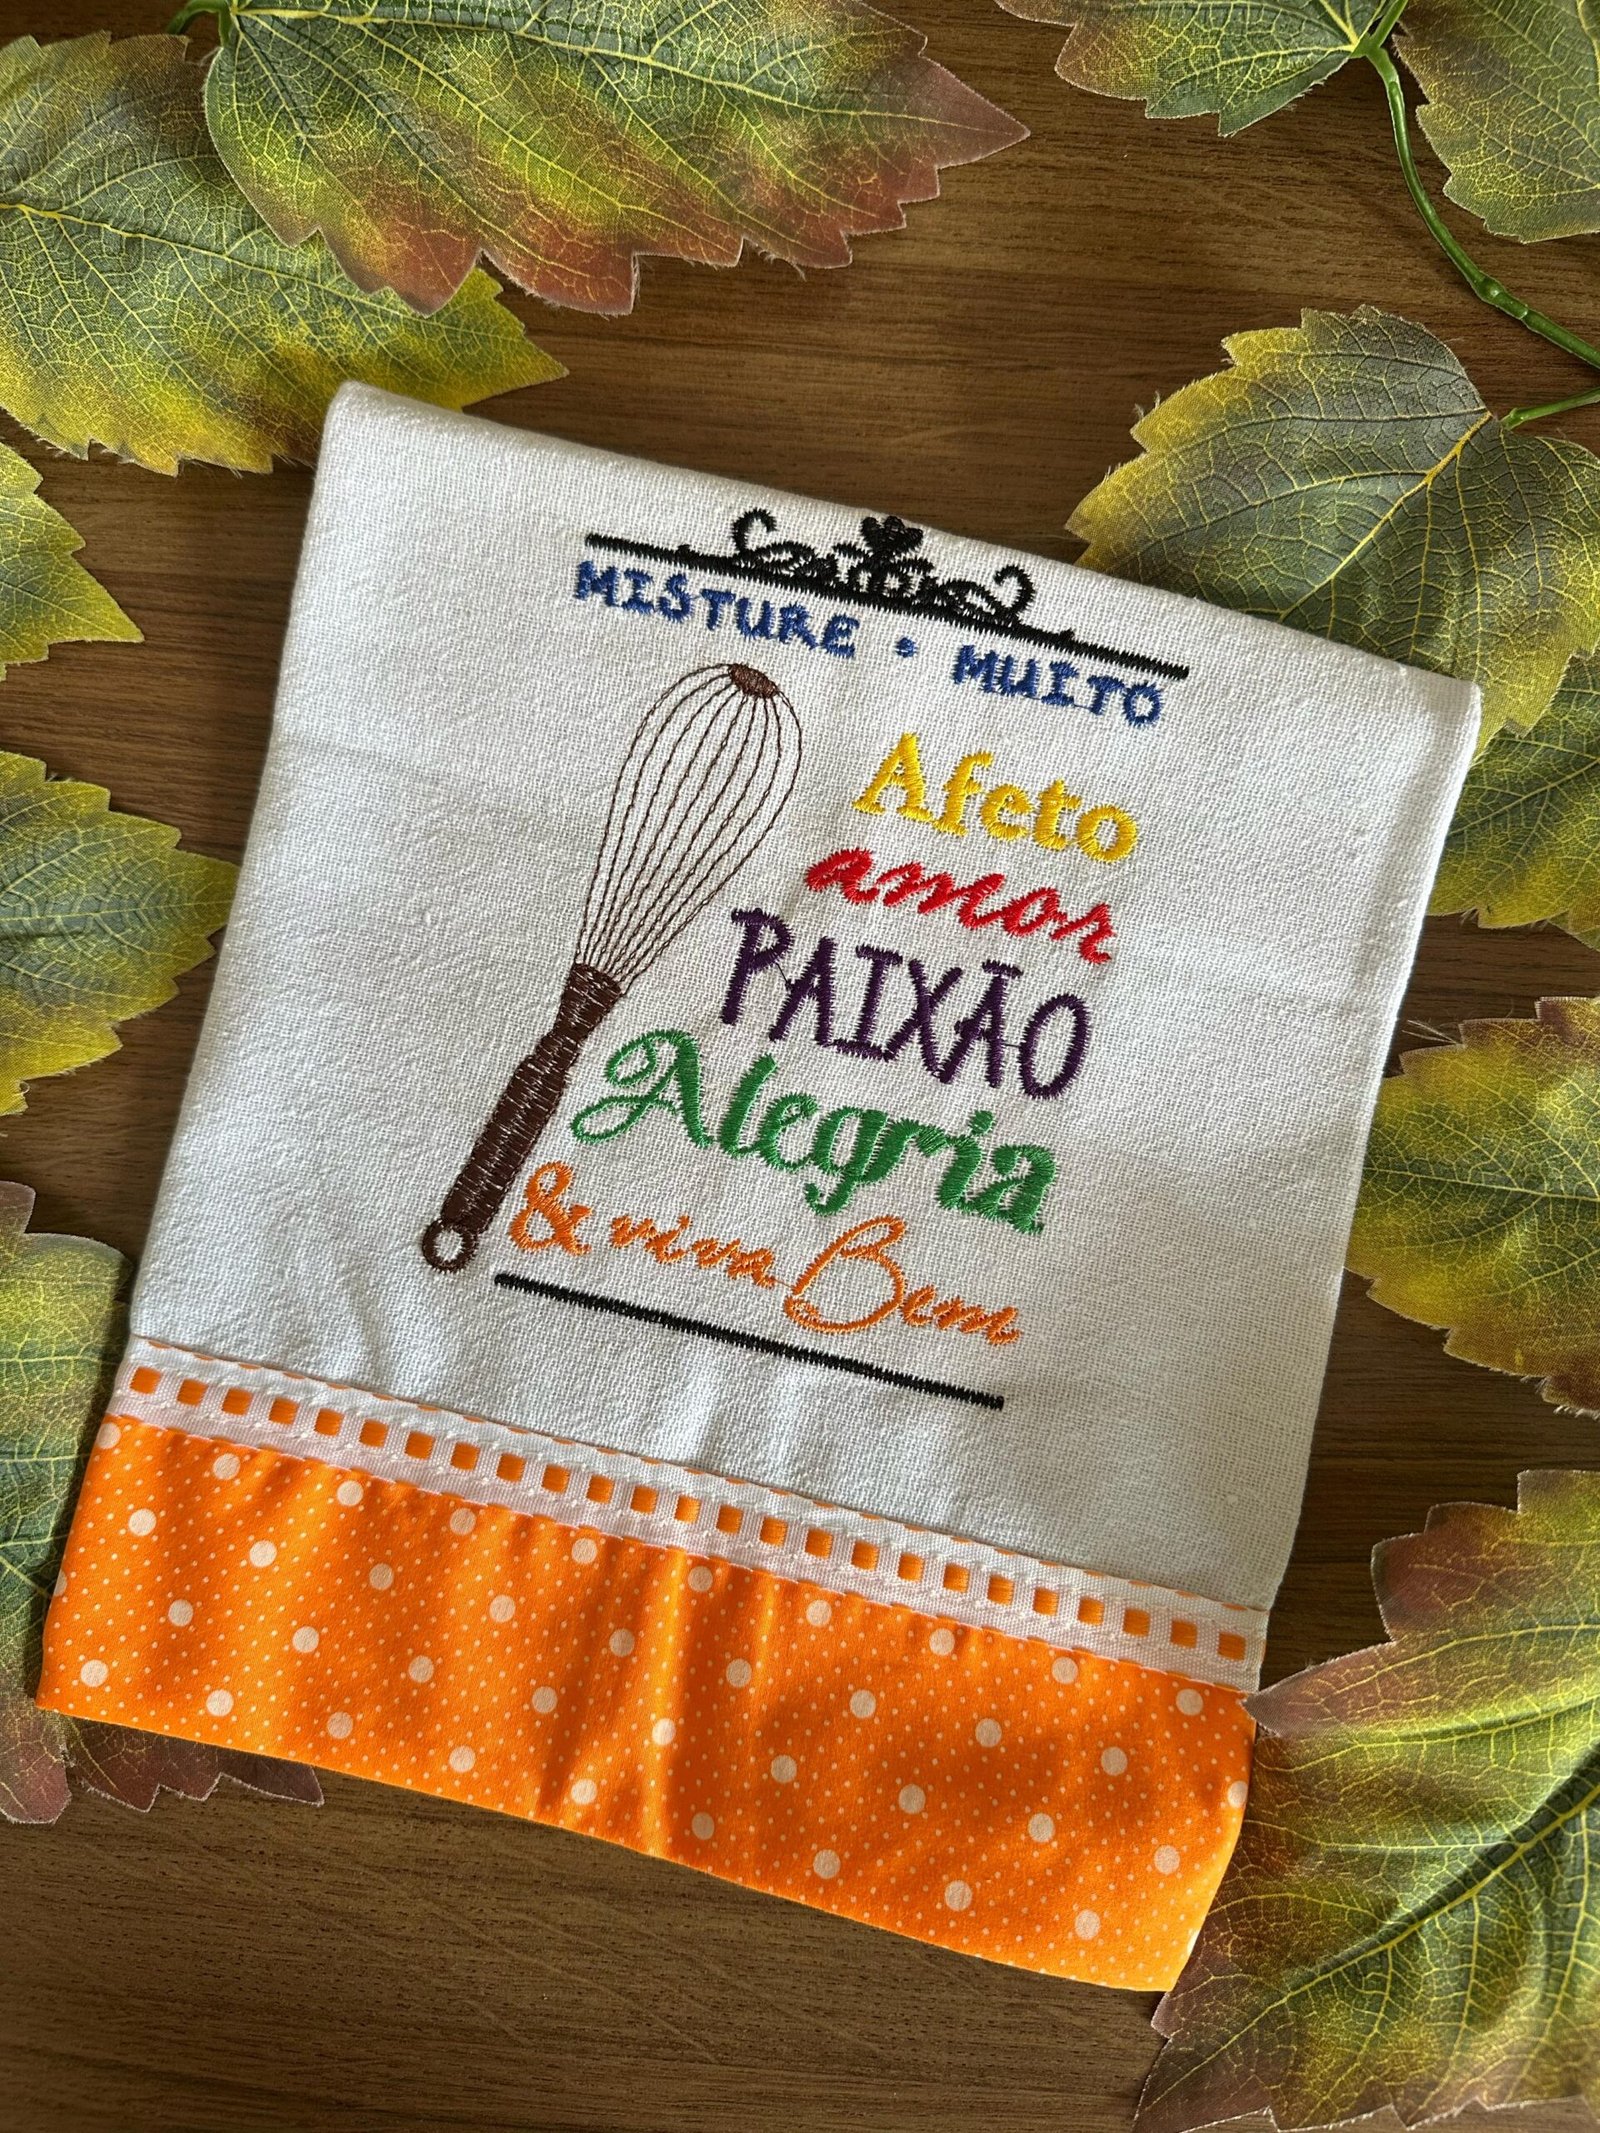 MISTURE • MUITO
Afeto
amor
PAIXÃO
Alegria
& viva Bem